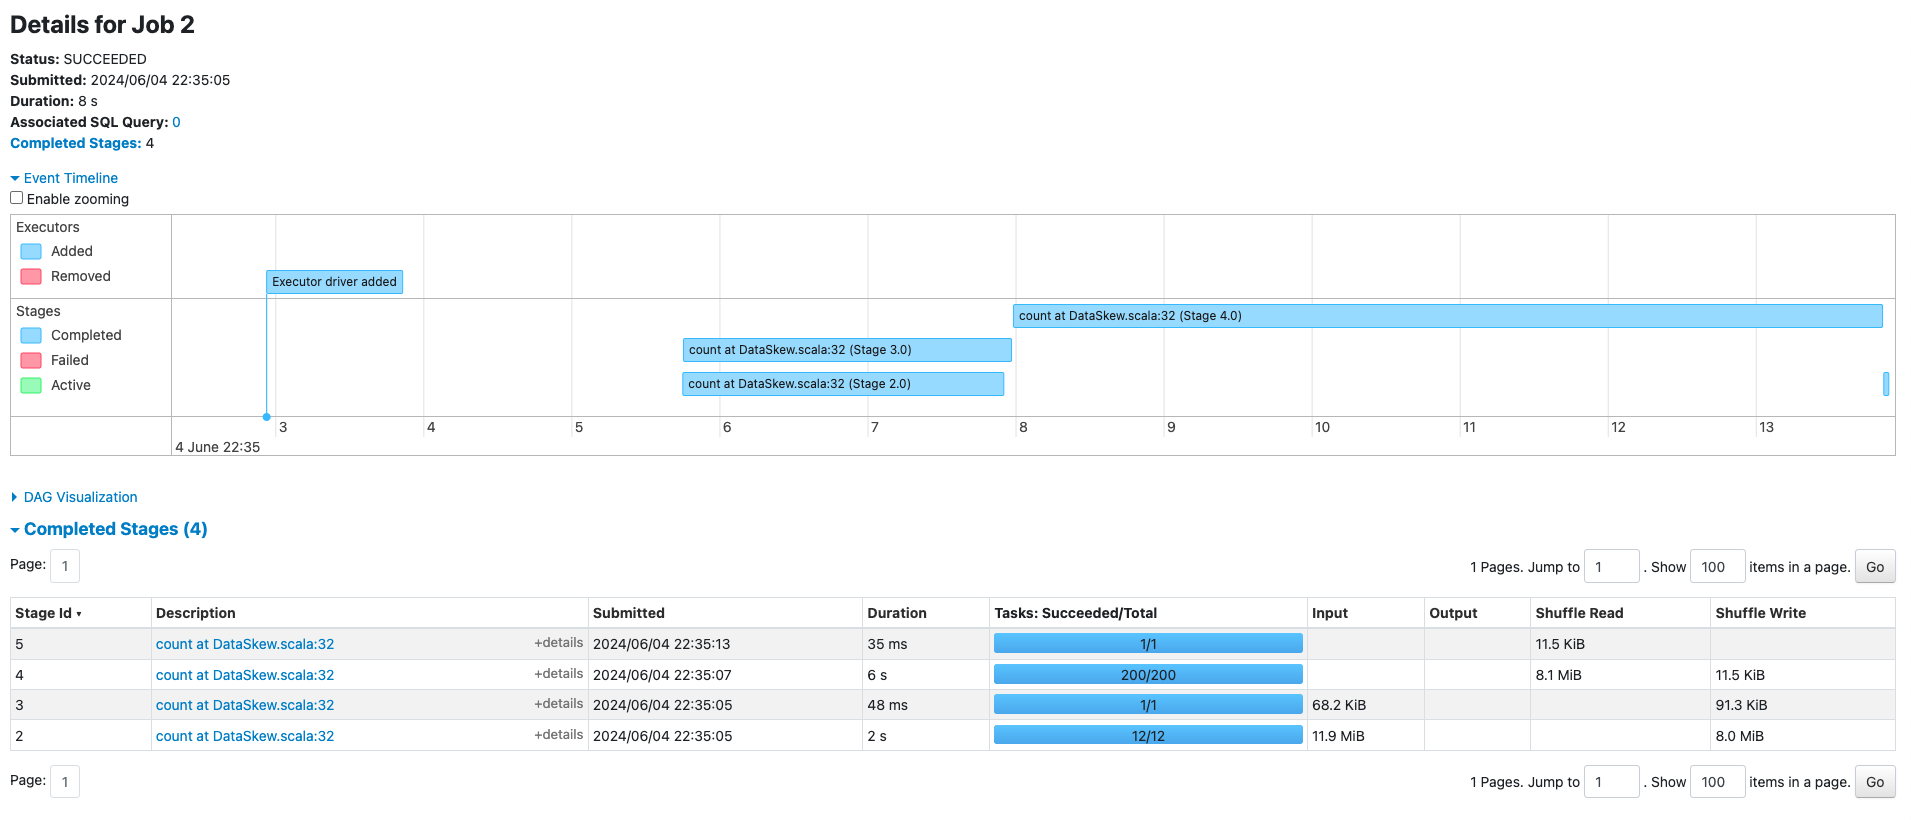 Details for Job 2
Status: SUCCEEDED
Submitted: 2024/06/04 22:35:05
Duration: 8 s
Associated SQL Query: 0
Completed Stages: 4
Event Timeline
Enable zooming
Executors
Added
Removed
Executor driver added
Stages
Completed
Failed
Active
count at DataSkew.scala:32 (Stage 4.0)
count at DataSkew.scala:32 (Stage 3.0)
count at DataSkew.scala:32 (Stage 2.0)
3 4 5 6 7 8 9 10 11 12 13
4 June 22:35
DAG Visualization
Completed Stages (4)
Page: 1 1 Pages. Jump to 1 . Show 100 items in a page. Go
Stage Id ▾ Description Submitted Duration Tasks: Succeeded/Total Input Output Shuffle Read Shuffle Write
5 count at DataSkew.scala:32 +details 2024/06/04 22:35:13 35 ms 1/1 11.5 KiB
4 count at DataSkew.scala:32 +details 2024/06/04 22:35:07 6 s 200/200 8.1 MiB 11.5 KiB
3 count at DataSkew.scala:32 +details 2024/06/04 22:35:05 48 ms 1/1 68.2 KiB 91.3 KiB
2 count at DataSkew.scala:32 +details 2024/06/04 22:35:05 2 s 12/12 11.9 MiB 8.0 MiB
Page: 1 1 Pages. Jump to 1 . Show 100 items in a page. Go